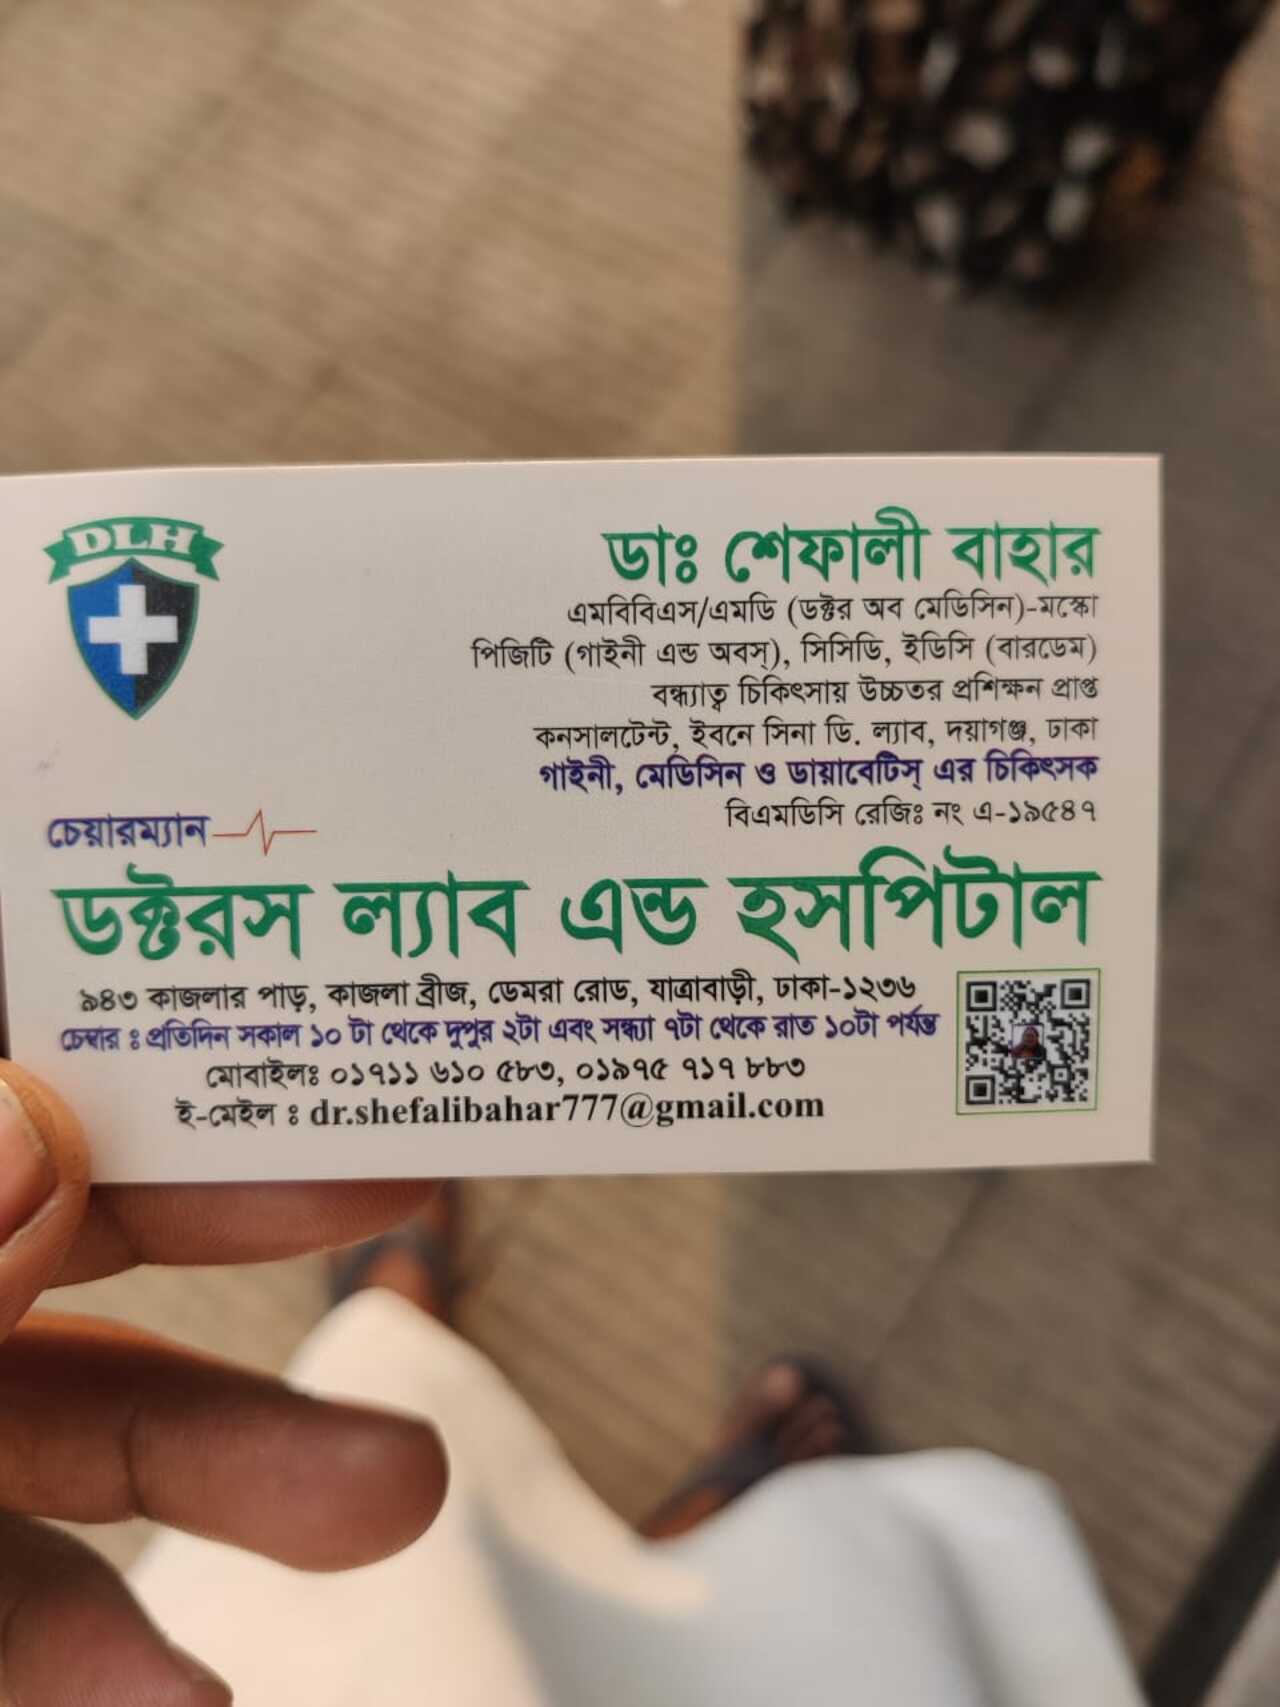 DLH
ডাঃ শেফালী বাহার
এমবিবিএস/এমডি (ডক্টর অব মেডিসিন)-মস্কো
পিজিটি (গাইনী এন্ড অবস্), সিসিডি, ইডিসি (বারডেম)
বন্ধ্যাত্ব চিকিৎসায় উচ্চতর প্রশিক্ষন প্রাপ্ত
কনসালটেন্ট, ইবনে সিনা ডি. ল্যাব, দয়াগঞ্জ, ঢাকা
গাইনী, মেডিসিন ও ডায়াবেটিস্ এর চিকিৎসক
বিএমডিসি রেজিঃ নং এ-১৯৫৪৭
চেয়ারম্যান
ডক্টরস ল্যাব এন্ড হসপিটাল
৯৪৩ কাজলার পাড়, কাজলা ব্রীজ, ডেমরা রোড, যাত্রাবাড়ী, ঢাকা-১২৩৬
চেম্বার : প্রতিদিন সকাল ১০ টা থেকে দুপুর ২টা এবং সন্ধ্যা ৭টা থেকে রাত ১০টা পর্যন্ত
মোবাইলঃ ০১৭১১ ৬১০ ৫৮৩, ০১৯৭৫ ৭১৭ ৮৮৩
ই-মেইল : dr.shefalibahar777@gmail.com